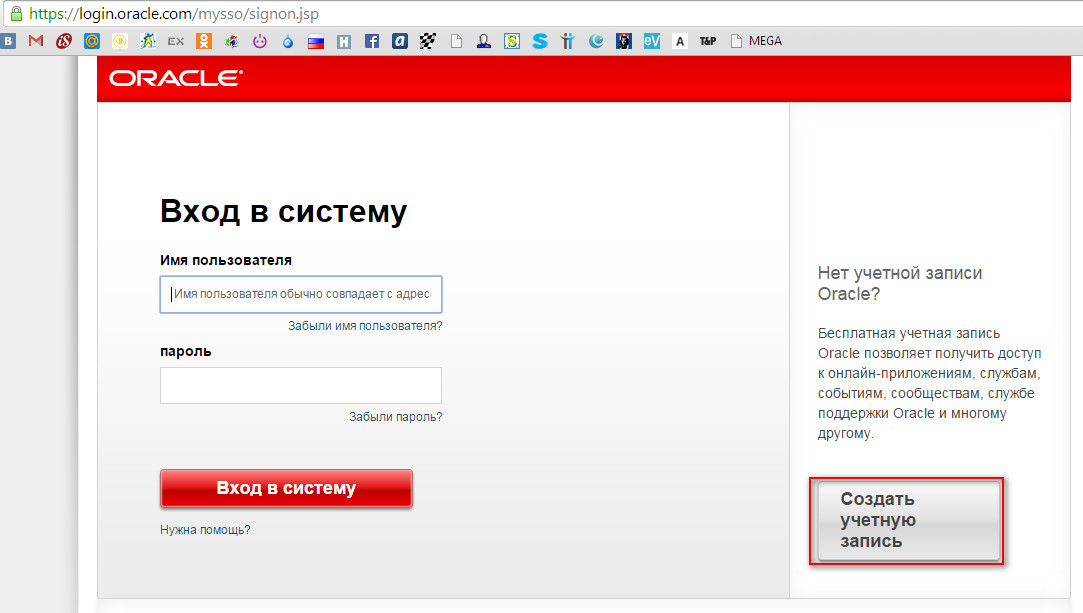 https://login.oracle.com/mysso/signon.jsp
B M iS @ EX H f a S S eV A T&P MEGA
ORACLE
Вход в систему
Имя пользователя
Имя пользователя обычно совпадает с адрес
Забыли имя пользователя?
пароль
Забыли пароль?
Вход в систему
Нужна помощь?
Нет учетной записи
Oracle?
Бесплатная учетная запись
Oracle позволяет получить доступ
к онлайн-приложениям, службам,
событиям, сообществам, службе
поддержки Oracle и многому
другому.
Создать
учетную
запись